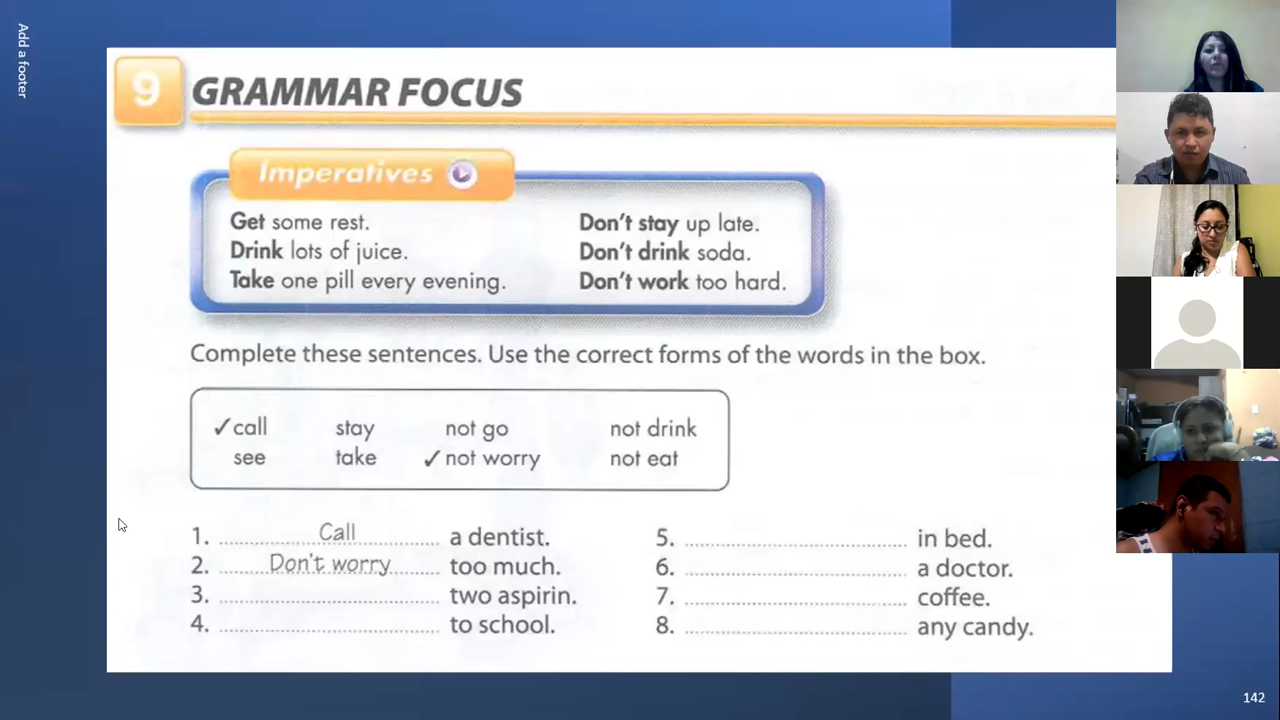 Add a footer
9 GRAMMAR FOCUS
Imperatives
Get some rest.
Drink lots of juice.
Take one pill every evening.
Don't stay up late.
Don't drink soda.
Don't work too hard.
Complete these sentences. Use the correct forms of the words in the box.
✓ call stay not go not drink
see take ✓ not worry not eat
1. Call a dentist.
2. Don't worry too much.
3. two aspirin.
4. to school.
5. in bed.
6. a doctor.
7. coffee.
8. any candy.
142